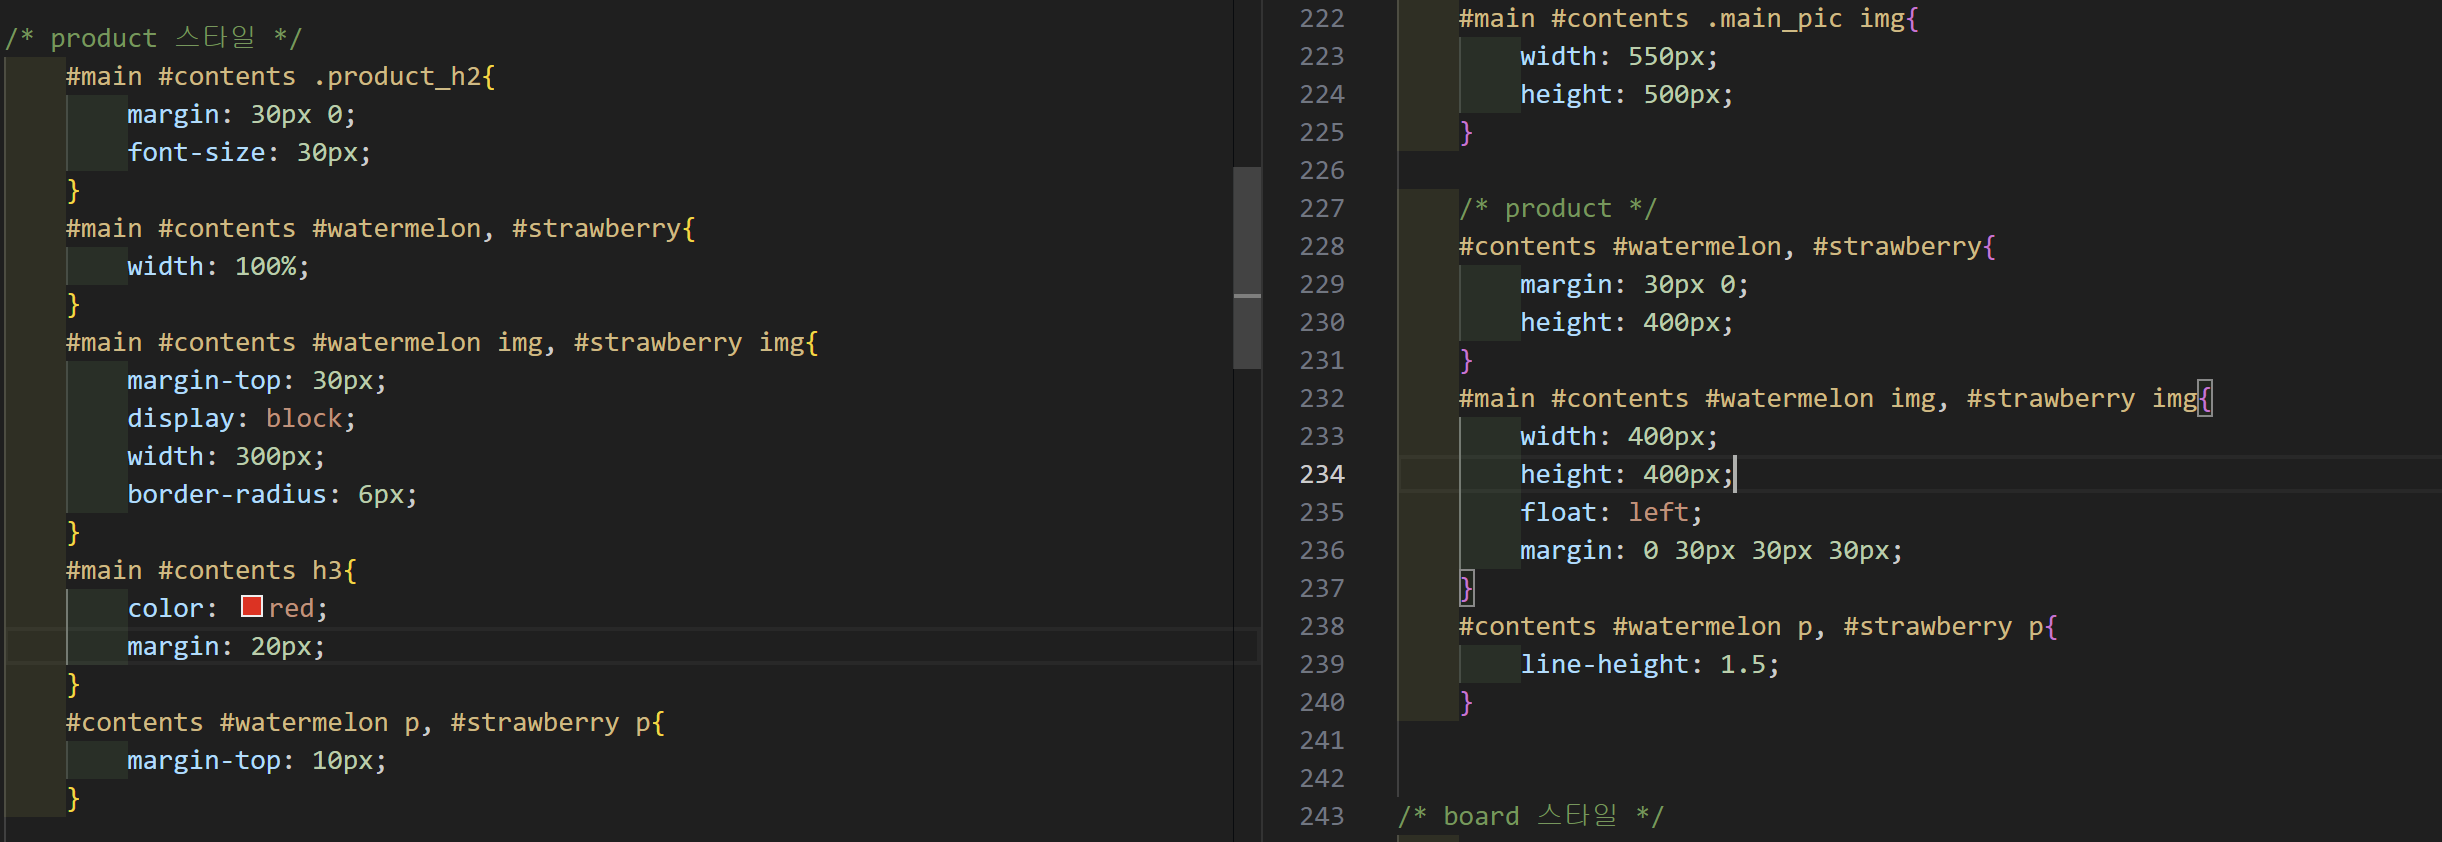 /* product 스타일 */
#main #contents .product_h2{
margin: 30px 0;
font-size: 30px;
}
#main #contents #watermelon, #strawberry{
width: 100%;
}
#main #contents #watermelon img, #strawberry img{
margin-top: 30px;
display: block;
width: 300px;
border-radius: 6px;
}
#main #contents h3{
color: red;
margin: 20px;
}
#contents #watermelon p, #strawberry p{
margin-top: 10px;
}
222 #main #contents .main_pic img{
223 width: 550px;
224 height: 500px;
225 }
226
227 /* product */
228 #contents #watermelon, #strawberry{
229 margin: 30px 0;
230 height: 400px;
231 }
232 #main #contents #watermelon img, #strawberry img{
233 width: 400px;
234 height: 400px;
235 float: left;
236 margin: 0 30px 30px 30px;
237 }
238 #contents #watermelon p, #strawberry p{
239 line-height: 1.5;
240 }
241
242
243 /* board 스타일 */